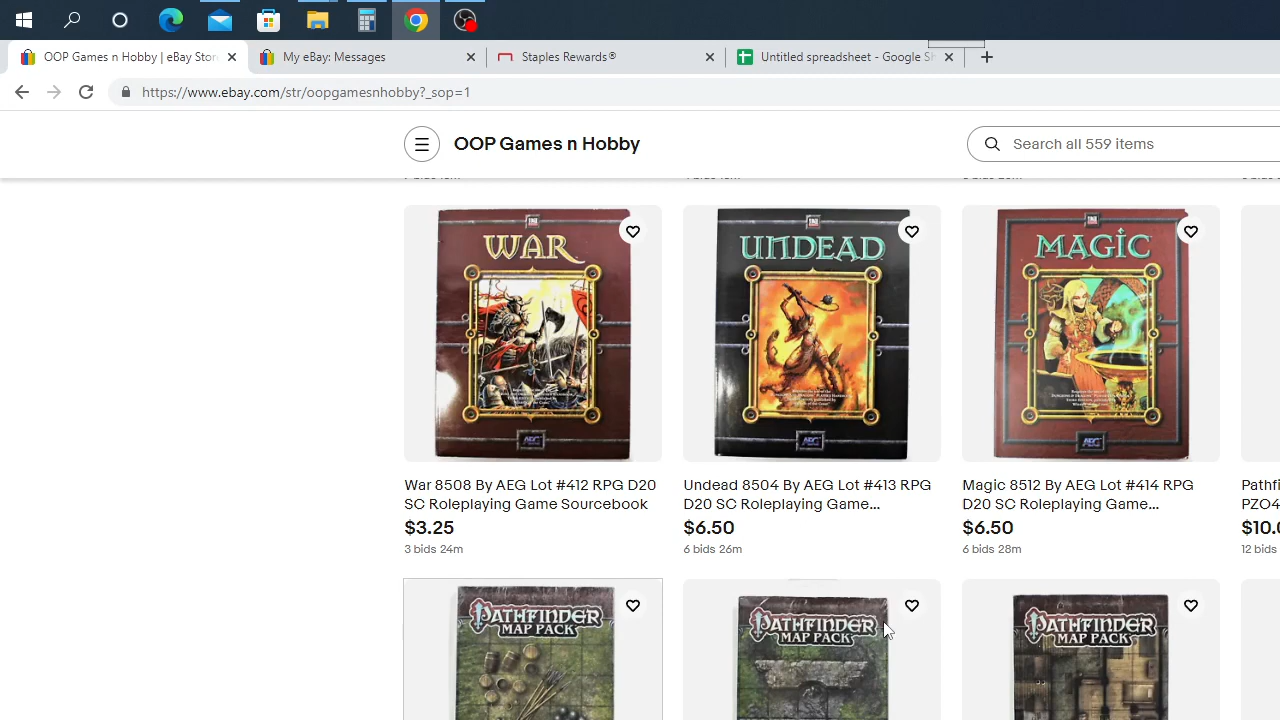 OOP Games n Hobby | eBay Stor
My eBay: Messages
Staples Rewards®
Untitled spreadsheet - Google Sh
https://www.ebay.com/str/oopgamesnhobby?_sop=1
OOP Games n Hobby
Search all 559 items
WAR
UNDEAD
MAGIC
AEG
AEG
AEG
War 8508 By AEG Lot #412 RPG D20
SC Roleplaying Game Sourcebook
$3.25
3 bids 24m
Undead 8504 By AEG Lot #413 RPG
D20 SC Roleplaying Game...
$6.50
6 bids 26m
Magic 8512 By AEG Lot #414 RPG
D20 SC Roleplaying Game...
$6.50
6 bids 28m
Pathfi
PZO4
$10.0
12 bids
PATHFINDER
MAP PACK
PATHFINDER
MAP PACK
PATHFINDER
MAP PACK